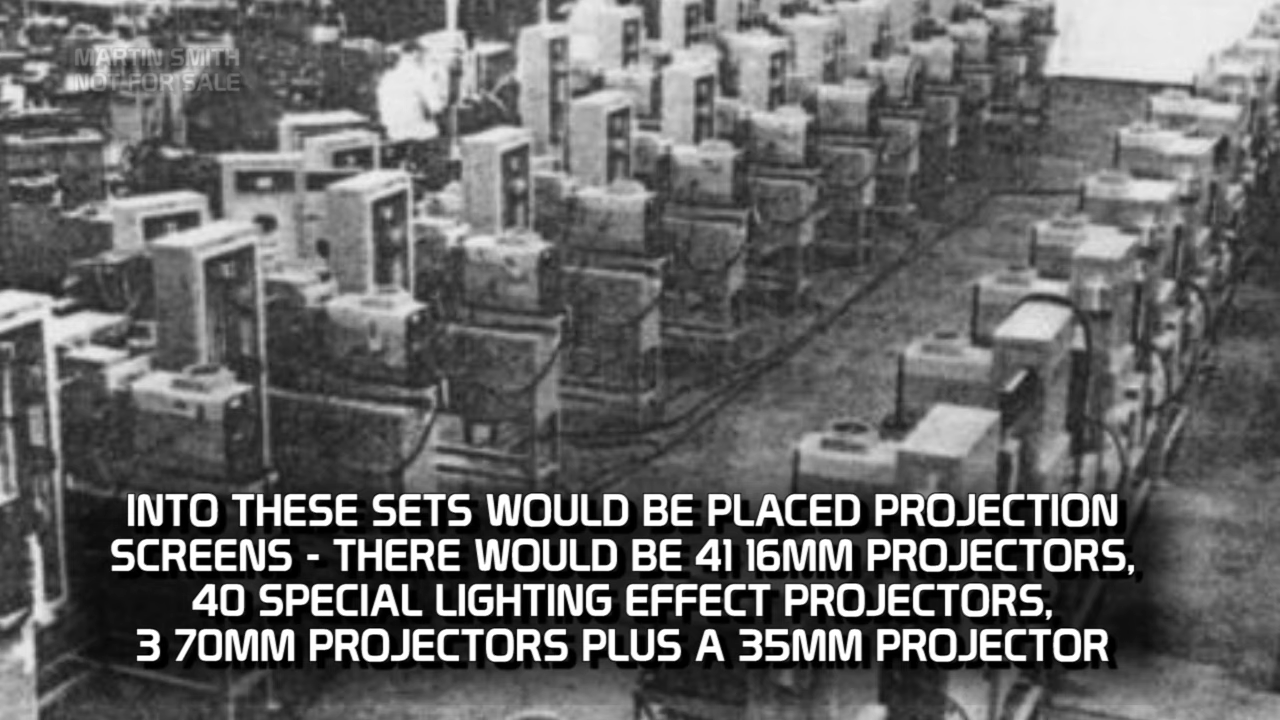 MARTIN SMITH
NOT FOR SALE
INTO THESE SETS WOULD BE PLACED PROJECTION
SCREENS - THERE WOULD BE 41 16MM PROJECTORS,
40 SPECIAL LIGHTING EFFECT PROJECTORS,
3 70MM PROJECTORS PLUS A 35MM PROJECTOR